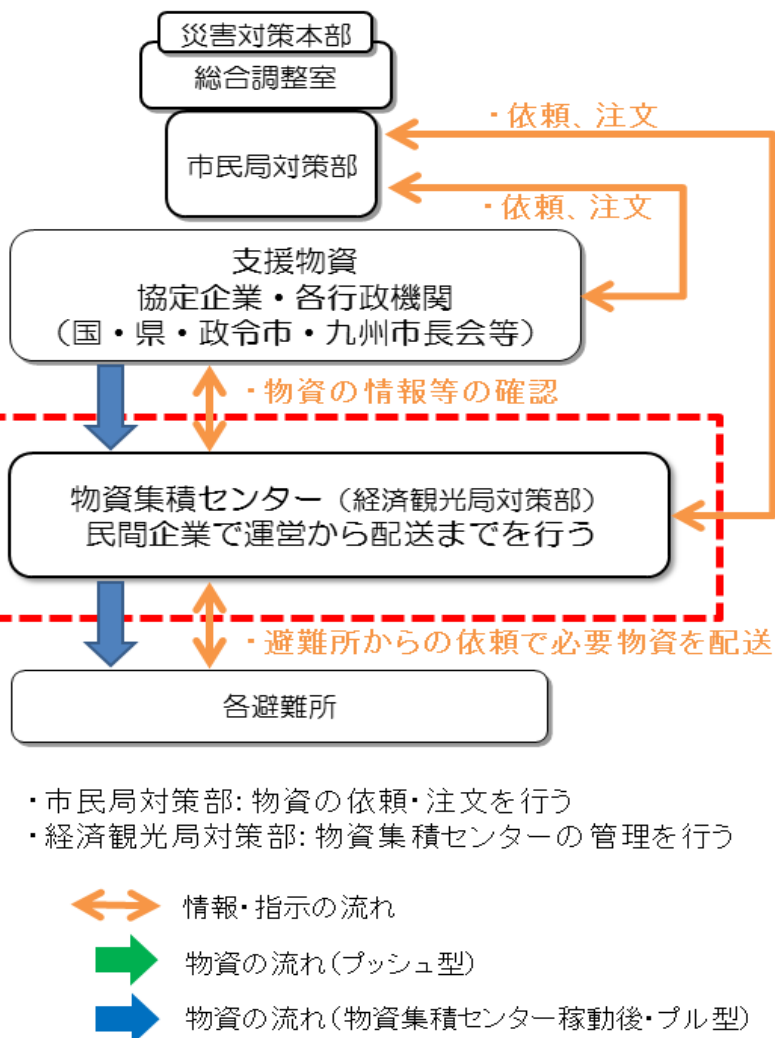 災害対策本部
総合調整室
・依頼、注文
市民局対策部
・依頼、注文
支援物資
協定企業・各行政機関
（国・県・政令市・九州市長会等）
・物資の情報等の確認
物資集積センター（経済観光局対策部）
民間企業で運営から配送までを行う
・避難所からの依頼で必要物資を配送
各避難所
・市民局対策部：物資の依頼・注文を行う
・経済観光局対策部：物資集積センターの管理を行う
情報・指示の流れ
物資の流れ（プッシュ型）
物資の流れ（物資集積センター稼動後・プル型）